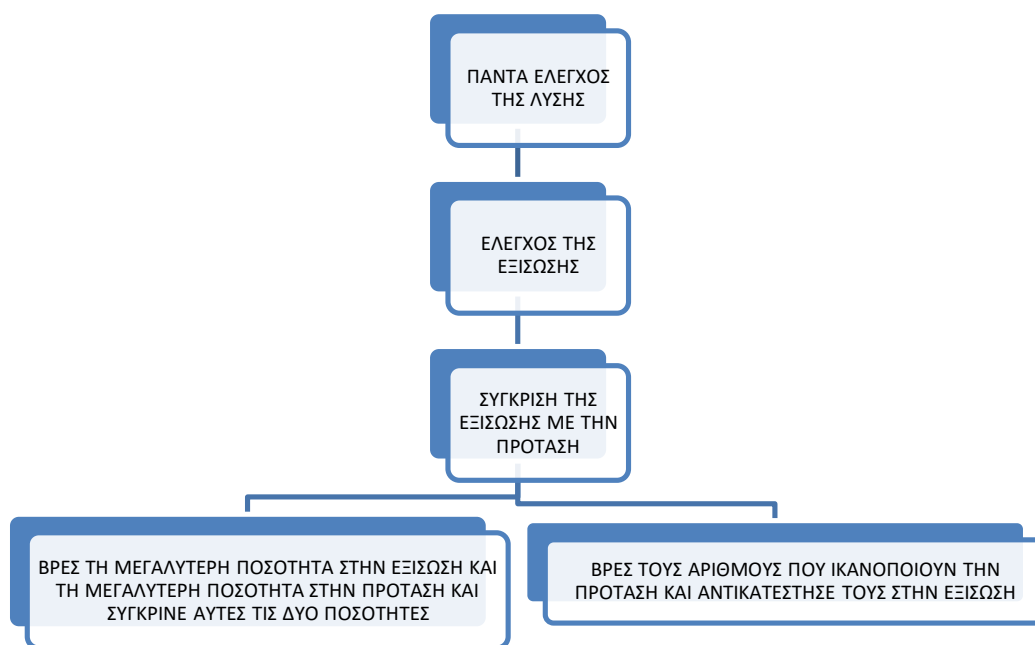 ΠΑΝΤΑ ΕΛΕΓΧΟΣ
ΤΗΣ ΛΥΣΗΣ
ΕΛΕΓΧΟΣ ΤΗΣ
ΕΞΙΣΩΣΗΣ
ΣΥΓΚΡΙΣΗ ΤΗΣ
ΕΞΙΣΩΣΗΣ ΜΕ ΤΗΝ
ΠΡΟΤΑΣΗ
ΒΡΕΣ ΤΗ ΜΕΓΑΛΥΤΕΡΗ ΠΟΣΟΤΗΤΑ ΣΤΗΝ ΕΞΙΣΩΣΗ ΚΑΙ
ΤΗ ΜΕΓΑΛΥΤΕΡΗ ΠΟΣΟΤΗΤΑ ΣΤΗΝ ΠΡΟΤΑΣΗ ΚΑΙ
ΣΥΓΚΡΙΝΕ ΑΥΤΕΣ ΤΙΣ ΔΥΟ ΠΟΣΟΤΗΤΕΣ
ΒΡΕΣ ΤΟΥΣ ΑΡΙΘΜΟΥΣ ΠΟΥ ΙΚΑΝΟΠΟΙΟΥΝ ΤΗΝ
ΠΡΟΤΑΣΗ ΚΑΙ ΑΝΤΙΚΑΤΕΣΤΗΣΕ ΤΟΥΣ ΣΤΗΝ ΕΞΙΣΩΣΗ